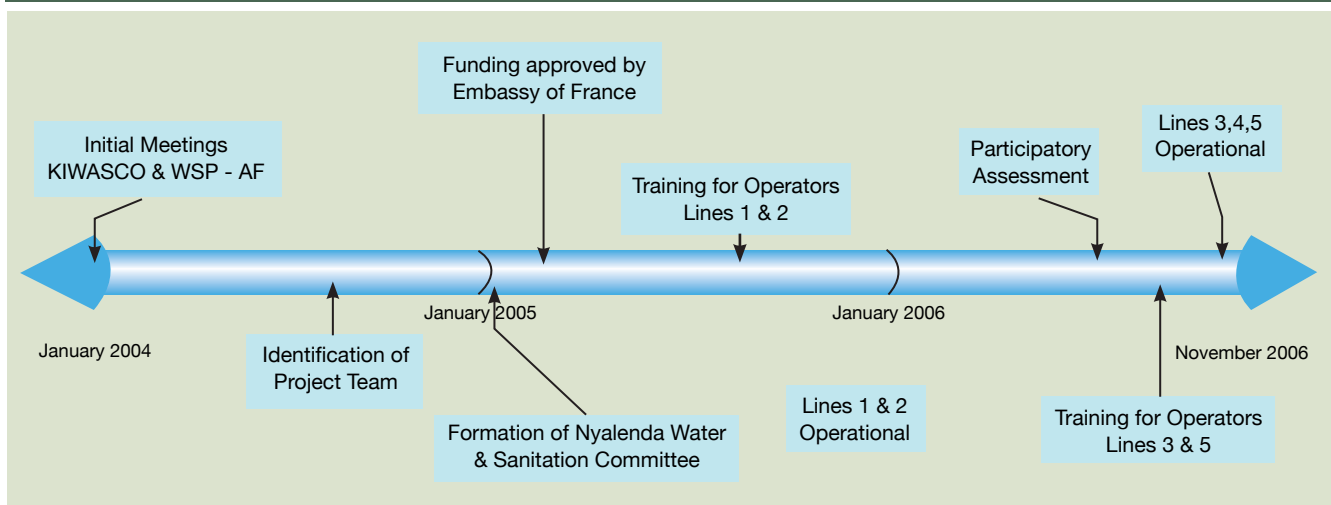 Funding approved by
Embassy of France
Initial Meetings
KIWASCO & WSP - AF
Training for Operators
Lines 1 & 2
Participatory
Assessment
Lines 3,4,5
Operational
January 2004
January 2005
January 2006
November 2006
Identification of
Project Team
Formation of Nyalenda Water
& Sanitation Committee
Lines 1 & 2
Operational
Training for Operators
Lines 3 & 5